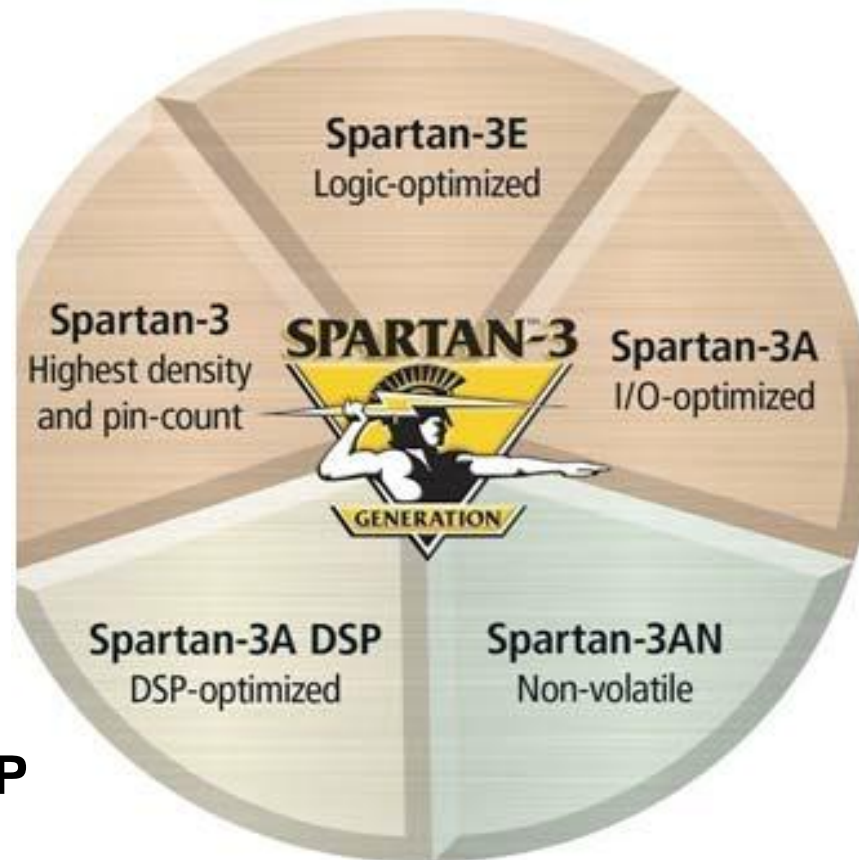 Spartan-3E
Logic-optimized
Spartan-3
Highest density
and pin-count
SPARTAN™-3
GENERATION
Spartan-3A
I/O-optimized
Spartan-3A DSP
DSP-optimized
Spartan-3AN
Non-volatile
P